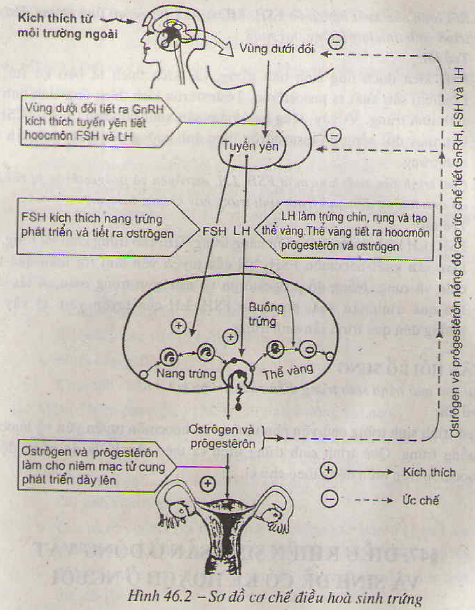 Kích thích từ
môi trường ngoài
Vùng dưới đồi
Vùng dưới đồi tiết ra GnRH
kích thích tuyến yên tiết
hoocmôn FSH và LH
Tuyến yên
FSH kích thích nang trứng
phát triển và tiết ra ơstrôgen
FSH LH
LH làm trứng chín, rụng và tạo
thể vàng.Thể vàng tiết ra hoocmôn
prôgestêrôn và ơstrôgen
Buồng
trứng
Nang trứng
Thể vàng
Ơstrôgen và
prôgestêrôn
Ơstrôgen và prôgestêrôn
làm cho niêm mạc tử cung
phát triển dày lên
Kích thích
Ức chế
Ơstrôgen và prôgestêrôn nồng độ cao ức chế tiết GnRH, FSH và LH
Hình 46.2 – Sơ đồ cơ chế điều hoà sinh trứng